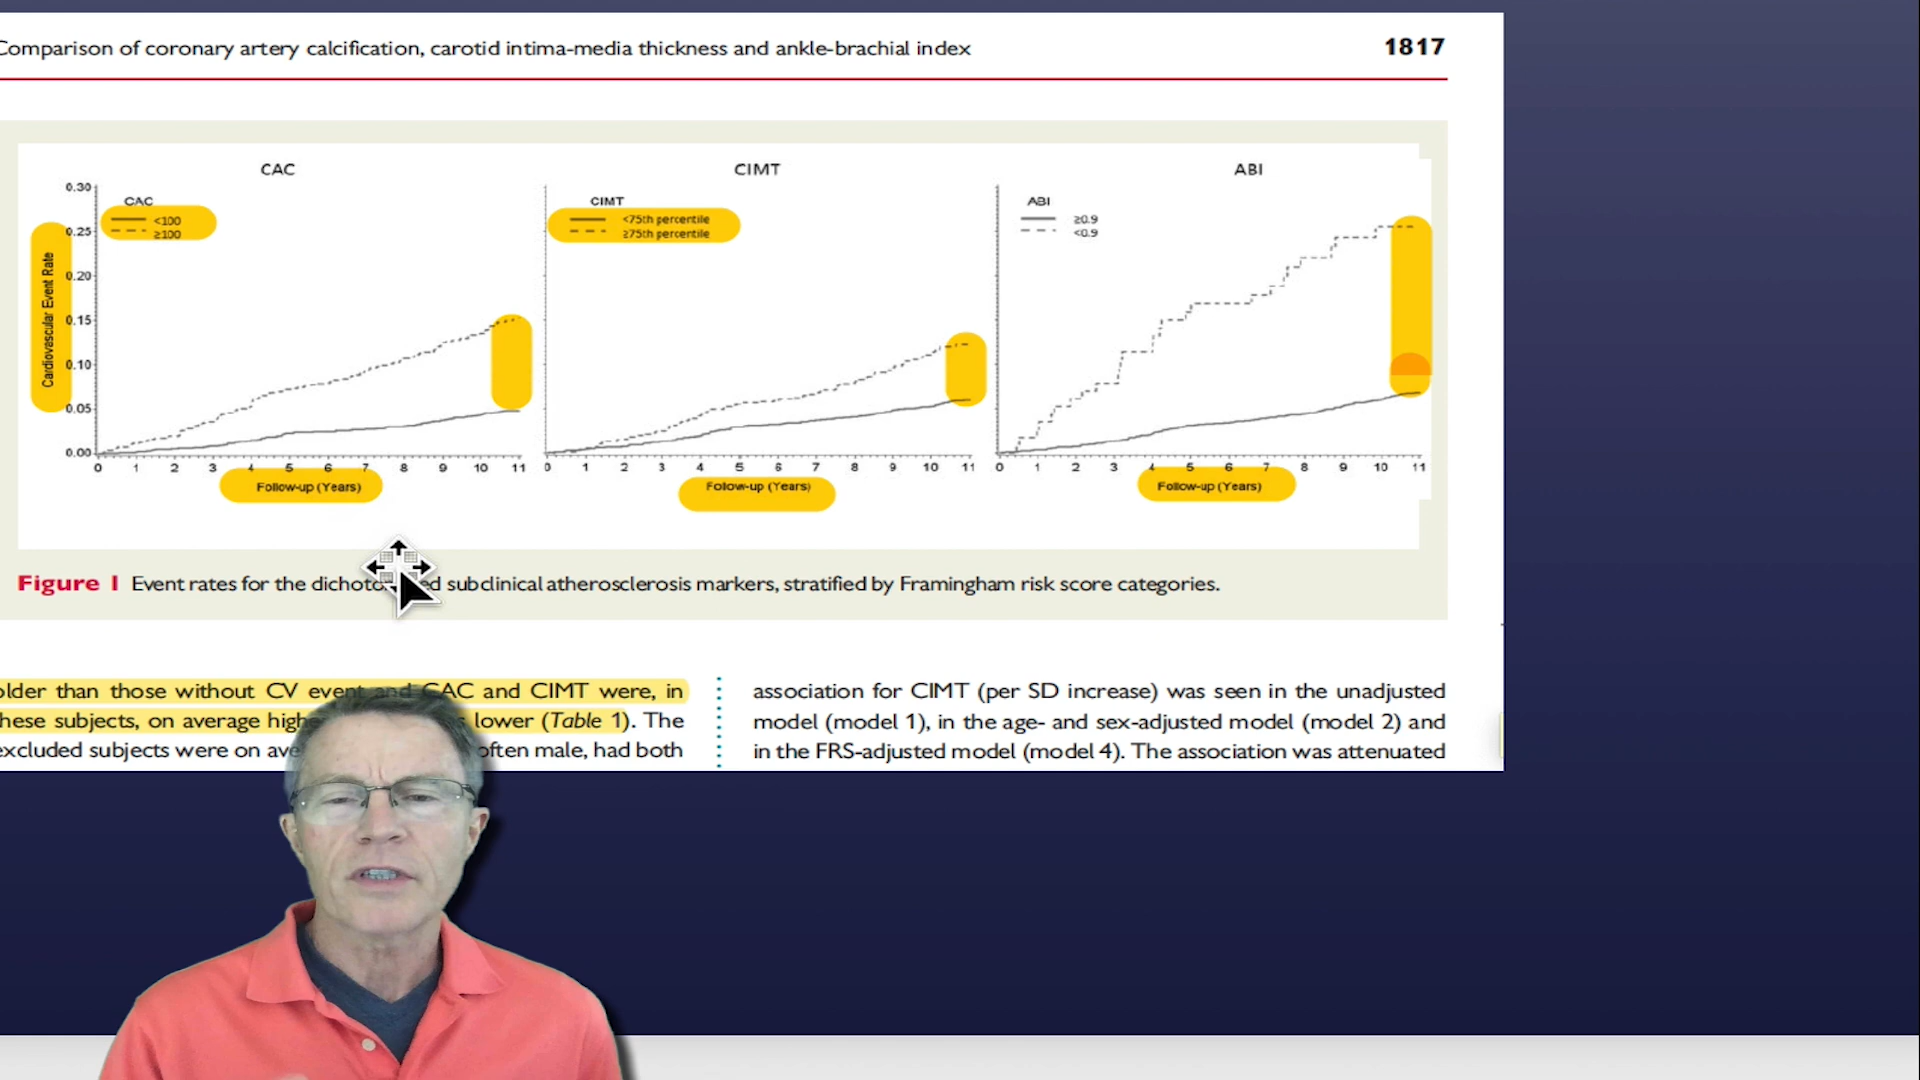 Comparison of coronary artery calcification, carotid intima-media thickness and ankle-brachial index 1817
CAC
CAC
<100
≥100
0.30
0.25
0.20
0.15
0.10
0.05
0.00
Cardiovascular Event Rate
0 1 2 3 4 5 6 7 8 9 10 11
Follow-up (Years)
CIMT
CIMT
<75th percentile
≥75th percentile
0 1 2 3 4 5 6 7 8 9 10 11
Follow-up (Years)
ABI
ABI
≥0.9
<0.9
0 1 2 3 4 5 6 7 8 9 10 11
Follow-up (Years)
Figure 1 Event rates for the subclinical atherosclerosis markers, stratified by Framingham risk score categories.
older than those without CV event and CAC and CIMT were, in
these subjects, on average lower (Table 1). The
excluded subjects were on often male, had both
association for CIMT (per SD increase) was seen in the unadjusted
model (model 1), in the age- and sex-adjusted model (model 2) and
in the FRS-adjusted model (model 4). The association was attenuated